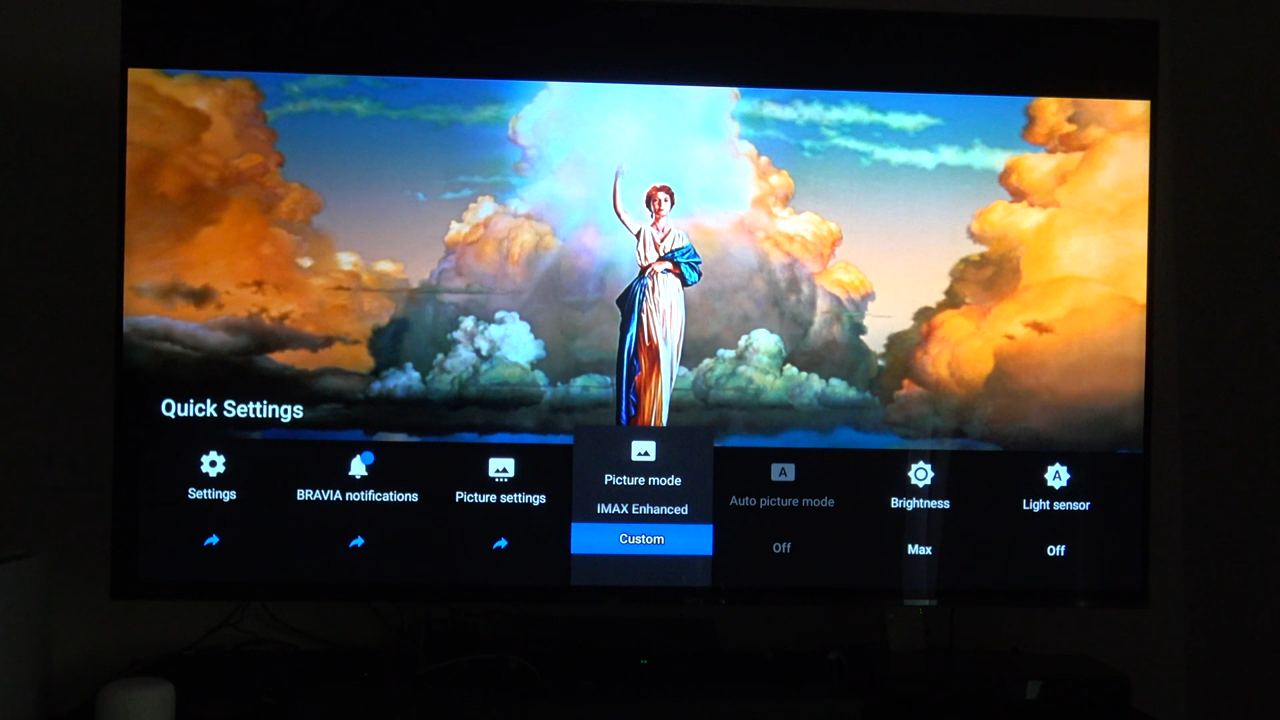 Quick Settings
Settings
BRAVIA notifications
Picture settings
Picture mode
IMAX Enhanced
Custom
A
Auto picture mode
Off
Brightness
Max
A
Light sensor
Off